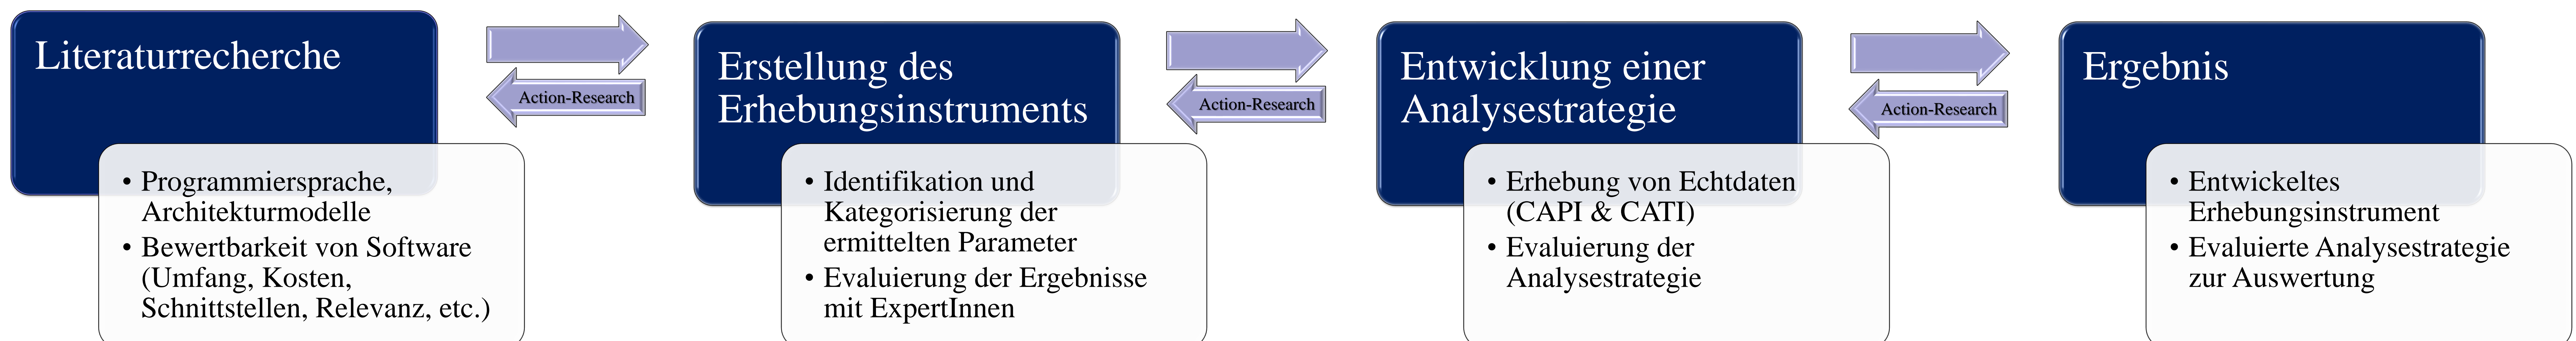 Literaturrecherche
• Programmiersprache,
Architekturmodelle
• Bewertbarkeit von Software
(Umfang, Kosten,
Schnittstellen, Relevanz, etc.)
Action-Research
Erstellung des
Erhebungsinstruments
• Identifikation und
Kategorisierung der
ermittelten Parameter
• Evaluierung der Ergebnisse
mit ExpertInnen
Action-Research
Entwicklung einer
Analysestrategie
• Erhebung von Echtdaten
(CAPI & CATI)
• Evaluierung der
Analysestrategie
Action-Research
Ergebnis
• Entwickeltes
Erhebungsinstrument
• Evaluierte Analysestrategie
zur Auswertung